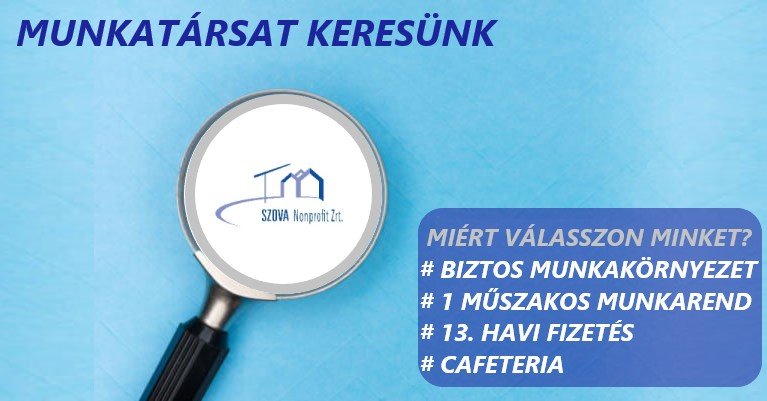 MUNKATÁRSAT KERESÜNK
SZOVA Nonprofit Zrt.
MIÉRT VÁLASSZON MINKET?
# BIZTOS MUNKAKÖRNYEZET
# 1 MŰSZAKOS MUNKAREND
# 13. HAVI FIZETÉS
# CAFETERIA